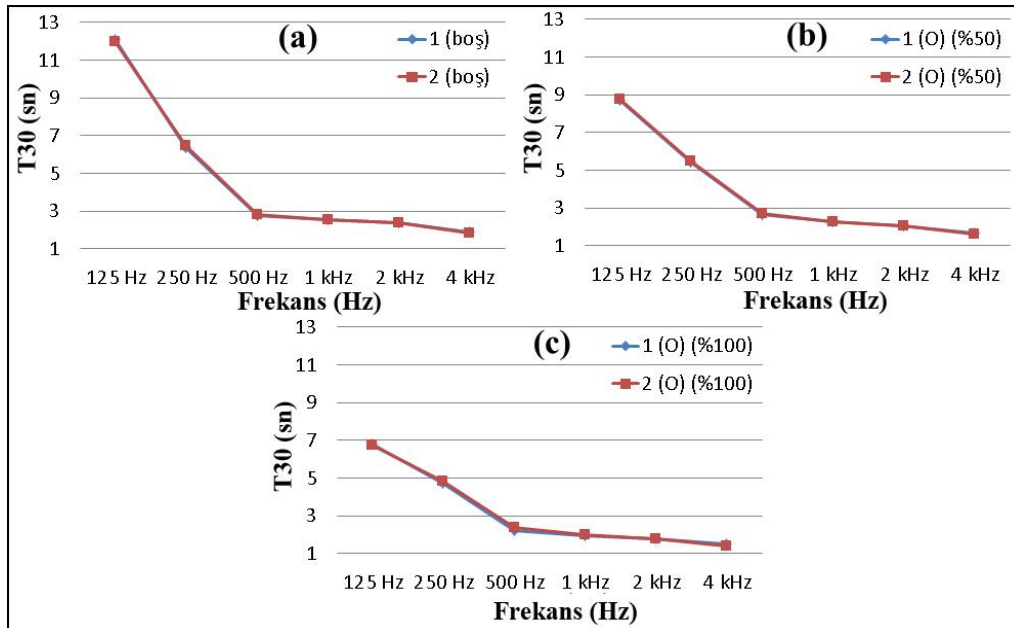 (a)
1 (boş)
2 (boş)
T30 (sn)
13
11
9
7
5
3
1
125 Hz 250 Hz 500 Hz 1 kHz 2 kHz 4 kHz
Frekans (Hz)
(b)
1 (O) (%50)
2 (O) (%50)
T30 (sn)
13
11
9
7
5
3
1
125 Hz 250 Hz 500 Hz 1 kHz 2 kHz 4 kHz
Frekans (Hz)
(c)
1 (O) (%100)
2 (O) (%100)
T30 (sn)
13
11
9
7
5
3
1
125 Hz 250 Hz 500 Hz 1 kHz 2 kHz 4 kHz
Frekans (Hz)